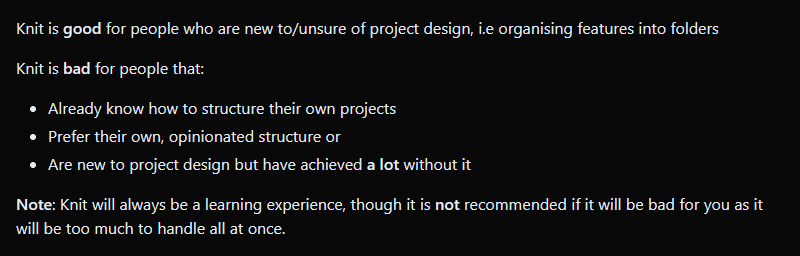 Knit is good for people who are new to/unsure of project design, i.e organising features into folders
Knit is bad for people that:
• Already know how to structure their own projects
• Prefer their own, opinionated structure or
• Are new to project design but have achieved a lot without it
Note: Knit will always be a learning experience, though it is not recommended if it will be bad for you as it
will be too much to handle all at once.